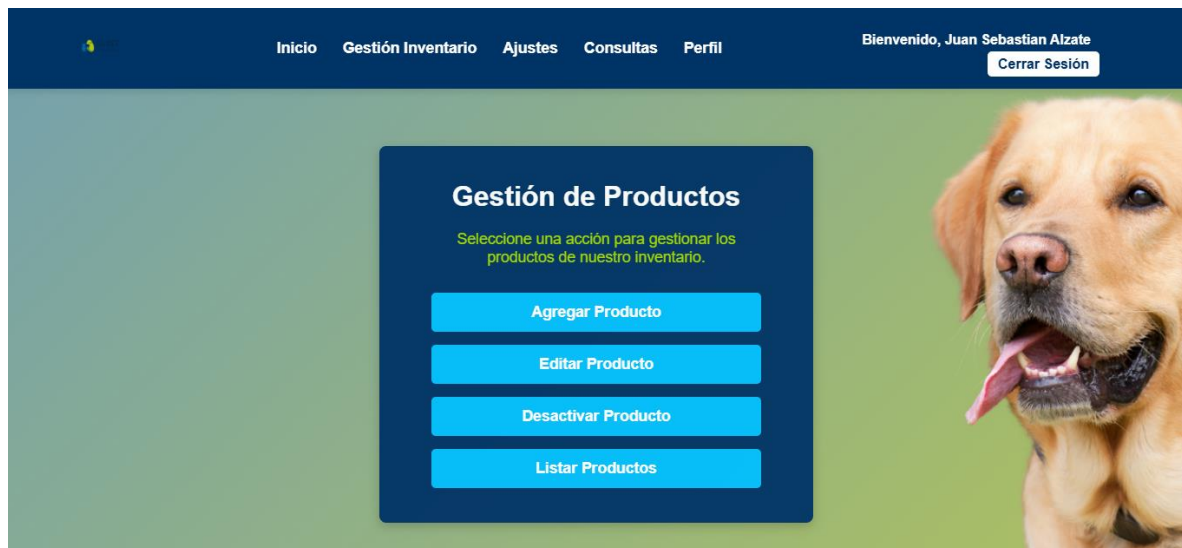 Inicio Gestión Inventario Ajustes Consultas Perfil
Bienvenido, Juan Sebastian Alzate
Cerrar Sesión
Gestión de Productos
Seleccione una acción para gestionar los
productos de nuestro inventario.
Agregar Producto
Editar Producto
Desactivar Producto
Listar Productos